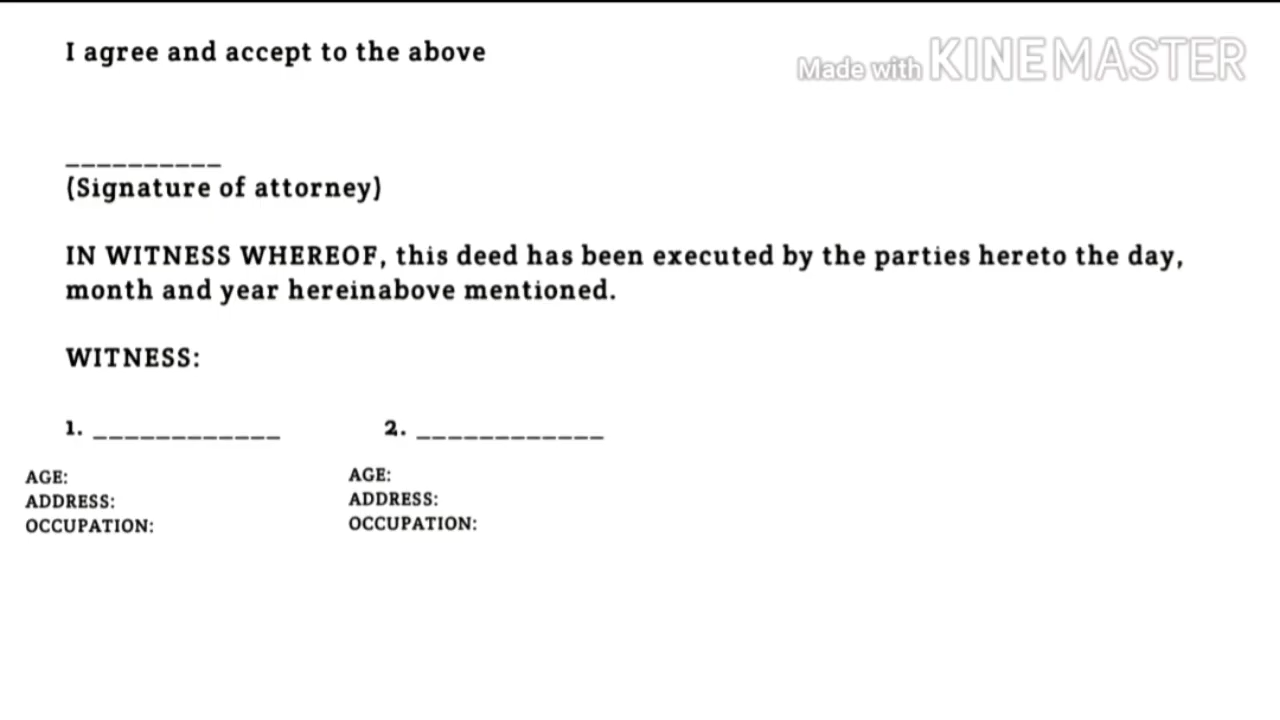 I agree and accept to the above
Made with KINEMASTER
__________
(Signature of attorney)
IN WITNESS WHEREOF, this deed has been executed by the parties hereto the day,
month and year hereinabove mentioned.
WITNESS:
1. ____________ 2. ____________
AGE: AGE:
ADDRESS: ADDRESS:
OCCUPATION: OCCUPATION: